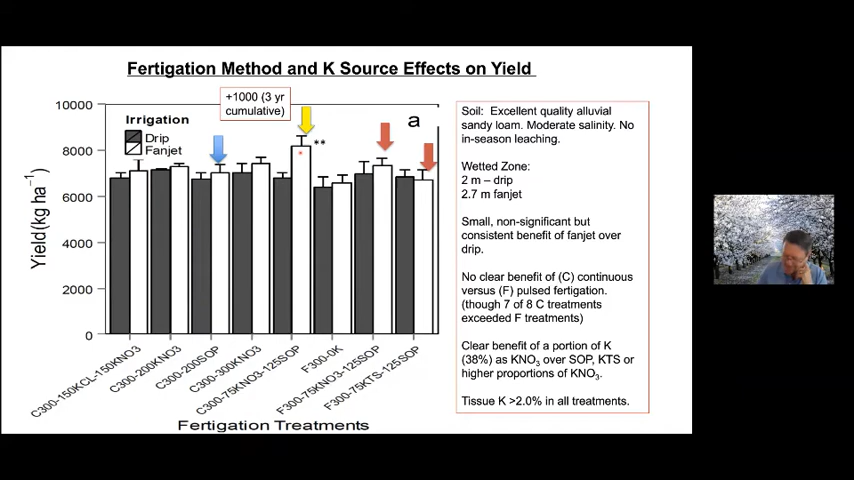 Fertigation Method and K Source Effects on Yield
+1000 (3 yr
cumulative)
10000
8000
6000
4000
2000
0
Yield(kg ha⁻¹)
Irrigation
Drip
Fanjet
a
**
C300-150KCL-150KNO3
C300-200KNO3
C300-200SOP
C300-300KNO3
C300-75KNO3-125SOP
F300-0K
F300-75KNO3-125SOP
F300-75KTS-125SOP
Fertigation Treatments
Soil: Excellent quality alluvial
sandy loam. Moderate salinity. No
in-season leaching.
Wetted Zone:
2 m – drip
2.7 m fanjet
Small, non-significant but
consistent benefit of fanjet over
drip.
No clear benefit of (C) continuous
versus (F) pulsed fertigation.
(though 7 of 8 C treatments
exceeded F treatments)
Clear benefit of a portion of K
(38%) as KNO₃ over SOP, KTS or
higher proportions of KNO₃.
Tissue K >2.0% in all treatments.